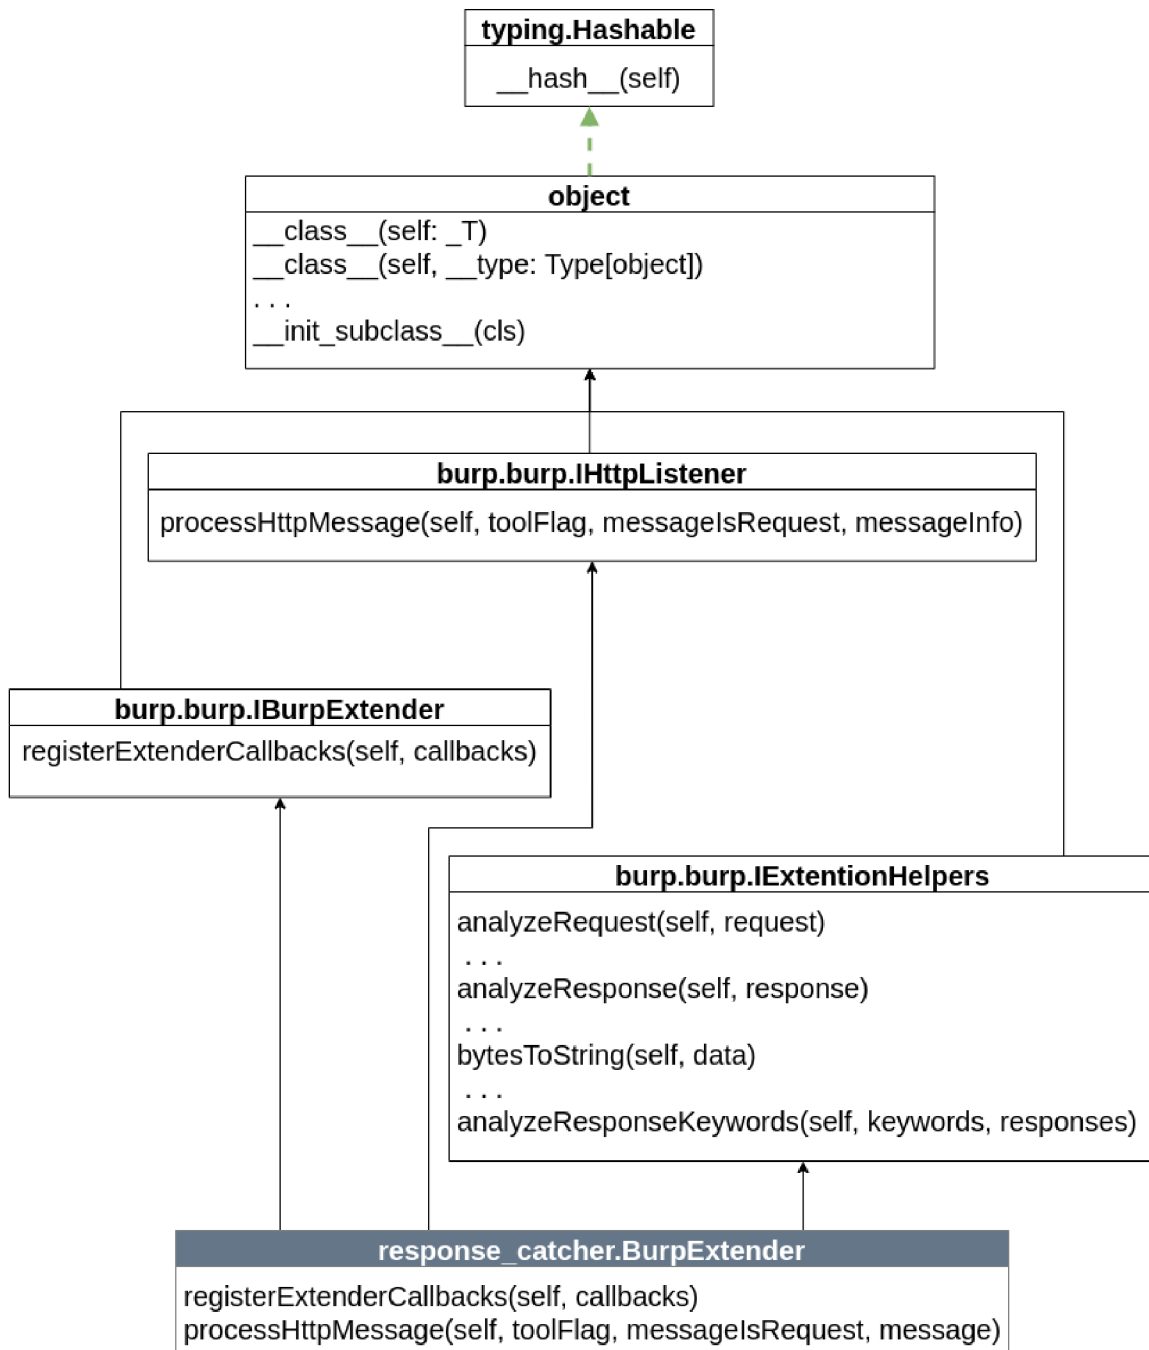 typing.Hashable
__hash__(self)
object
__class__(self: _T)
__class__(self, __type: Type[object])
. . .
__init_subclass__(cls)
burp.burp.IHttpListener
processHttpMessage(self, toolFlag, messageIsRequest, messageInfo)
burp.burp.IBurpExtender
registerExtenderCallbacks(self, callbacks)
burp.burp.IExtentionHelpers
analyzeRequest(self, request)
. . .
analyzeResponse(self, response)
. . .
bytesToString(self, data)
. . .
analyzeResponseKeywords(self, keywords, responses)
response_catcher.BurpExtender
registerExtenderCallbacks(self, callbacks)
processHttpMessage(self, toolFlag, messageIsRequest, message)